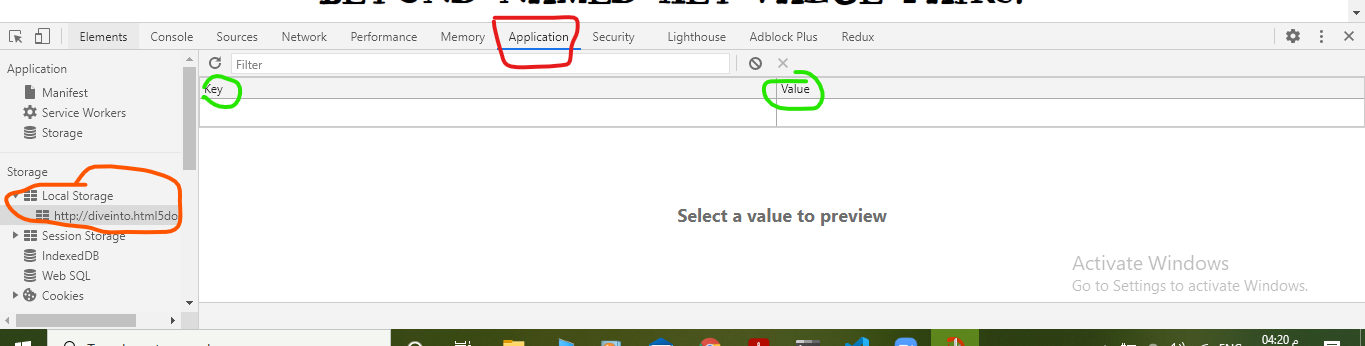 BEYOND NAMED KEY-VALUE PAIRS.
Elements Console Sources Network Performance Memory Application Security Lighthouse Adblock Plus Redux
Application
Manifest
Service Workers
Storage
Storage
Local Storage
http://diveinto.html5do
Session Storage
IndexedDB
Web SQL
Cookies
Filter
Key Value
Select a value to preview
Activate Windows
Go to Settings to activate Windows.
ENG
04:20 م